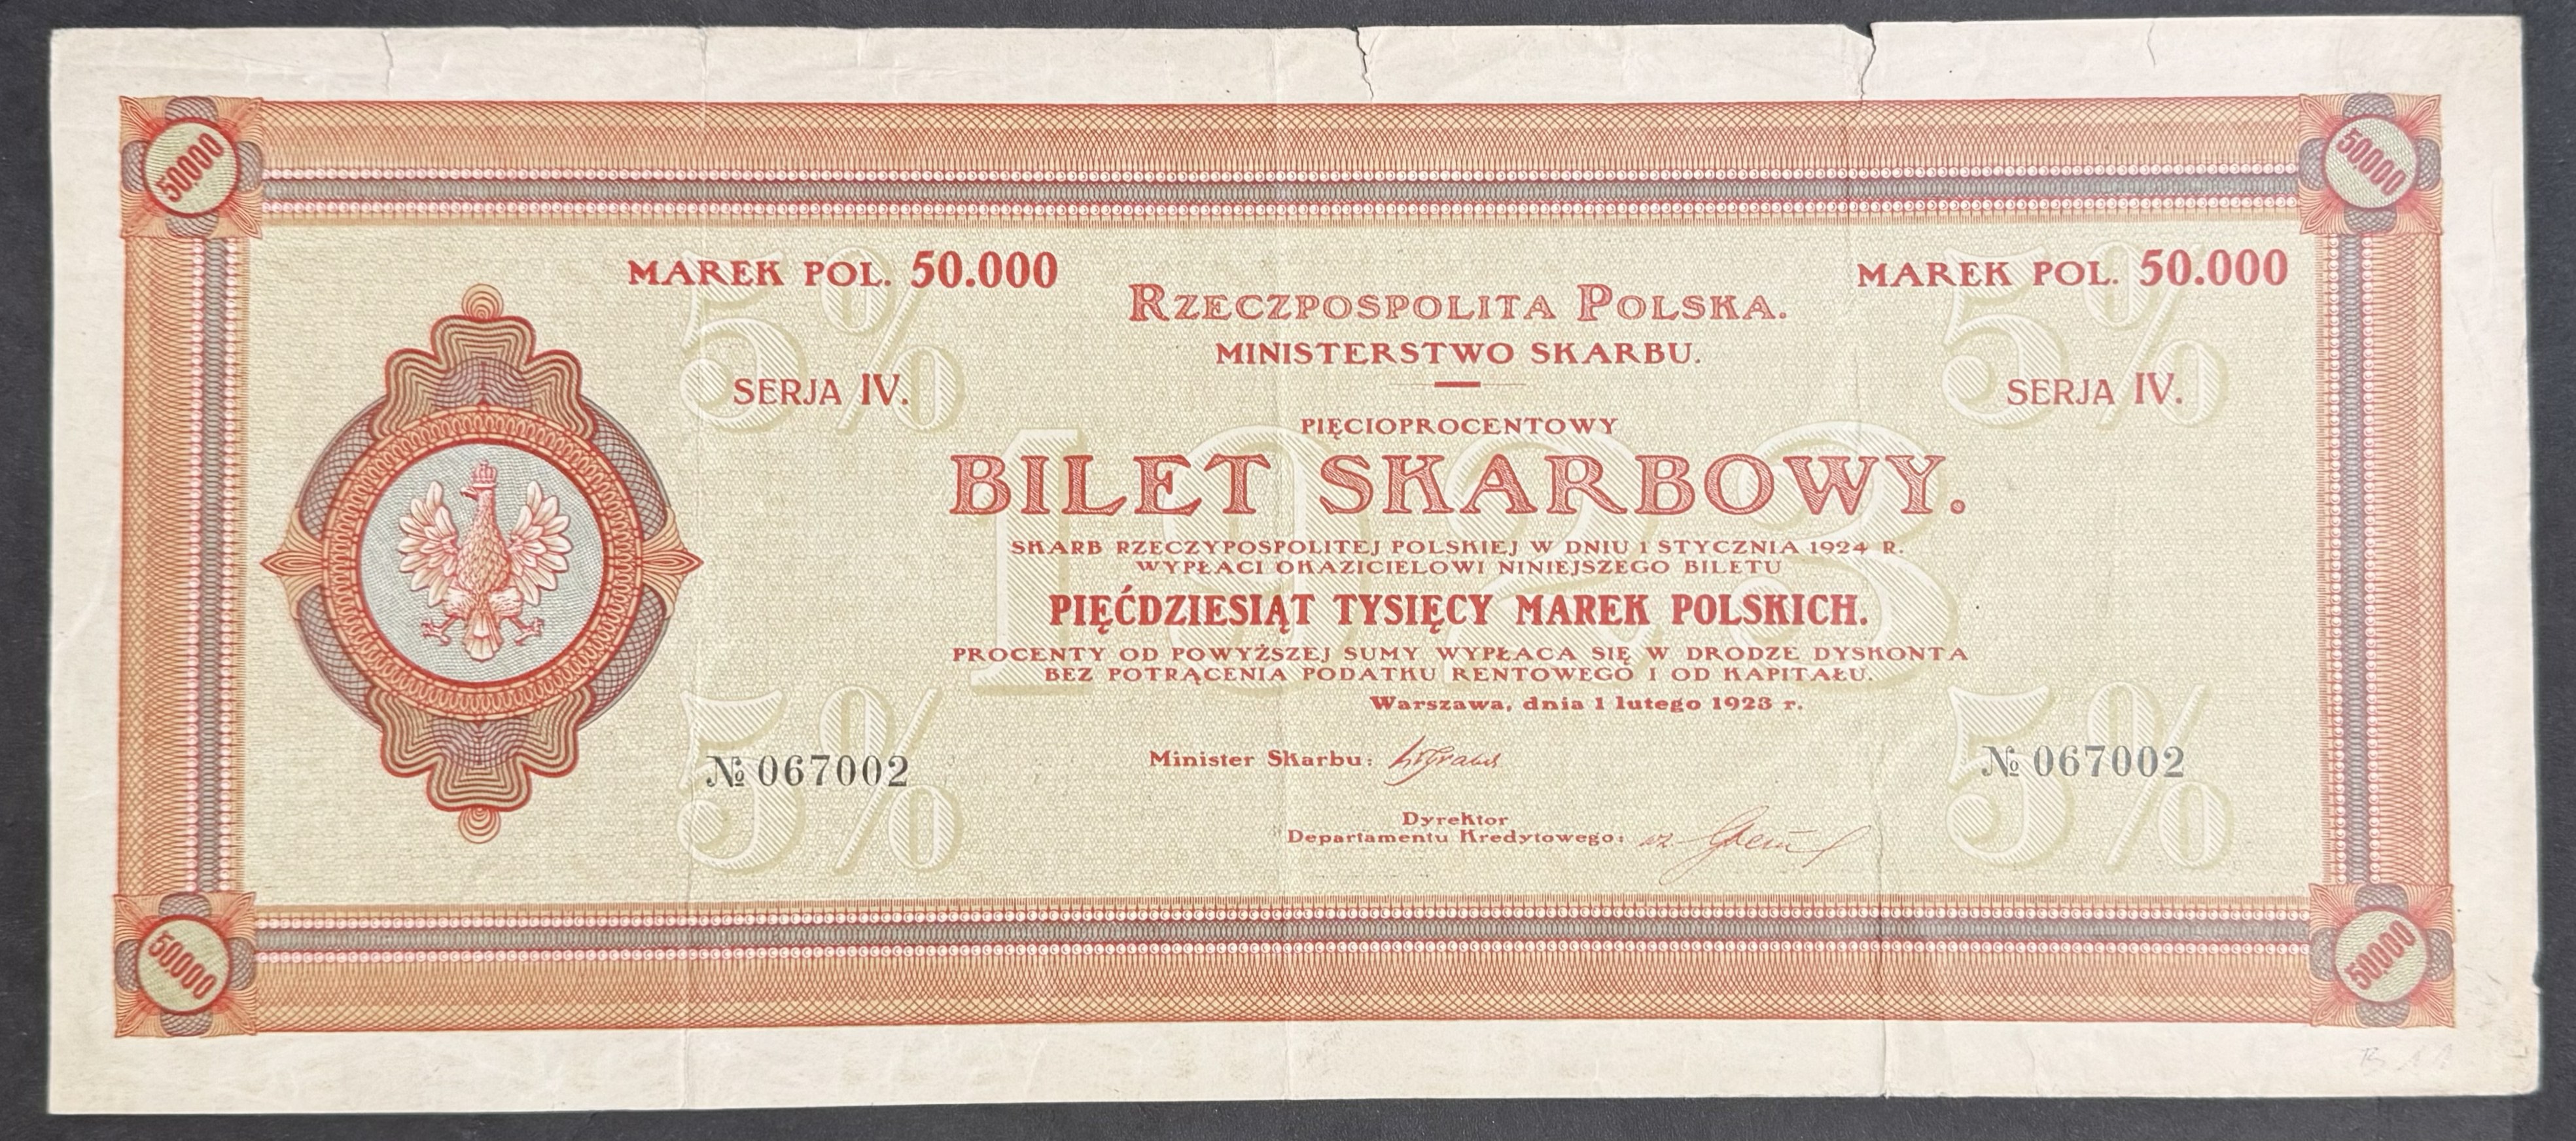 50000
50000
MAREK POL. 50.000
MAREK POL. 50.000
RZECZPOSPOLITA POLSKA.
MINISTERSTWO SKARBU.
SERJA IV.
SERJA IV.
5%
5%
PIĘCIOPROCENTOWY
BILET SKARBOWY.
1923
SKARB RZECZYPOSPOLITEJ POLSKIEJ W DNIU 1 STYCZNIA 1924 R.
WYPŁACI OKAZICIELOWI NINIEJSZEGO BILETU
PIĘĆDZIESIĄT TYSIĘCY MAREK POLSKICH.
PROCENTY OD POWYŻSZEJ SUMY WYPŁACA SIĘ W DRODZE DYSKONTA
BEZ POTRĄCENIA PODATKU RENTOWEGO I OD KAPITAŁU.
Warszawa, dnia 1 lutego 1923 r.
5%
5%
№ 067002
Minister Skarbu:
№ 067002
Dyrektor
Departamentu Kredytowego:
50000
50000